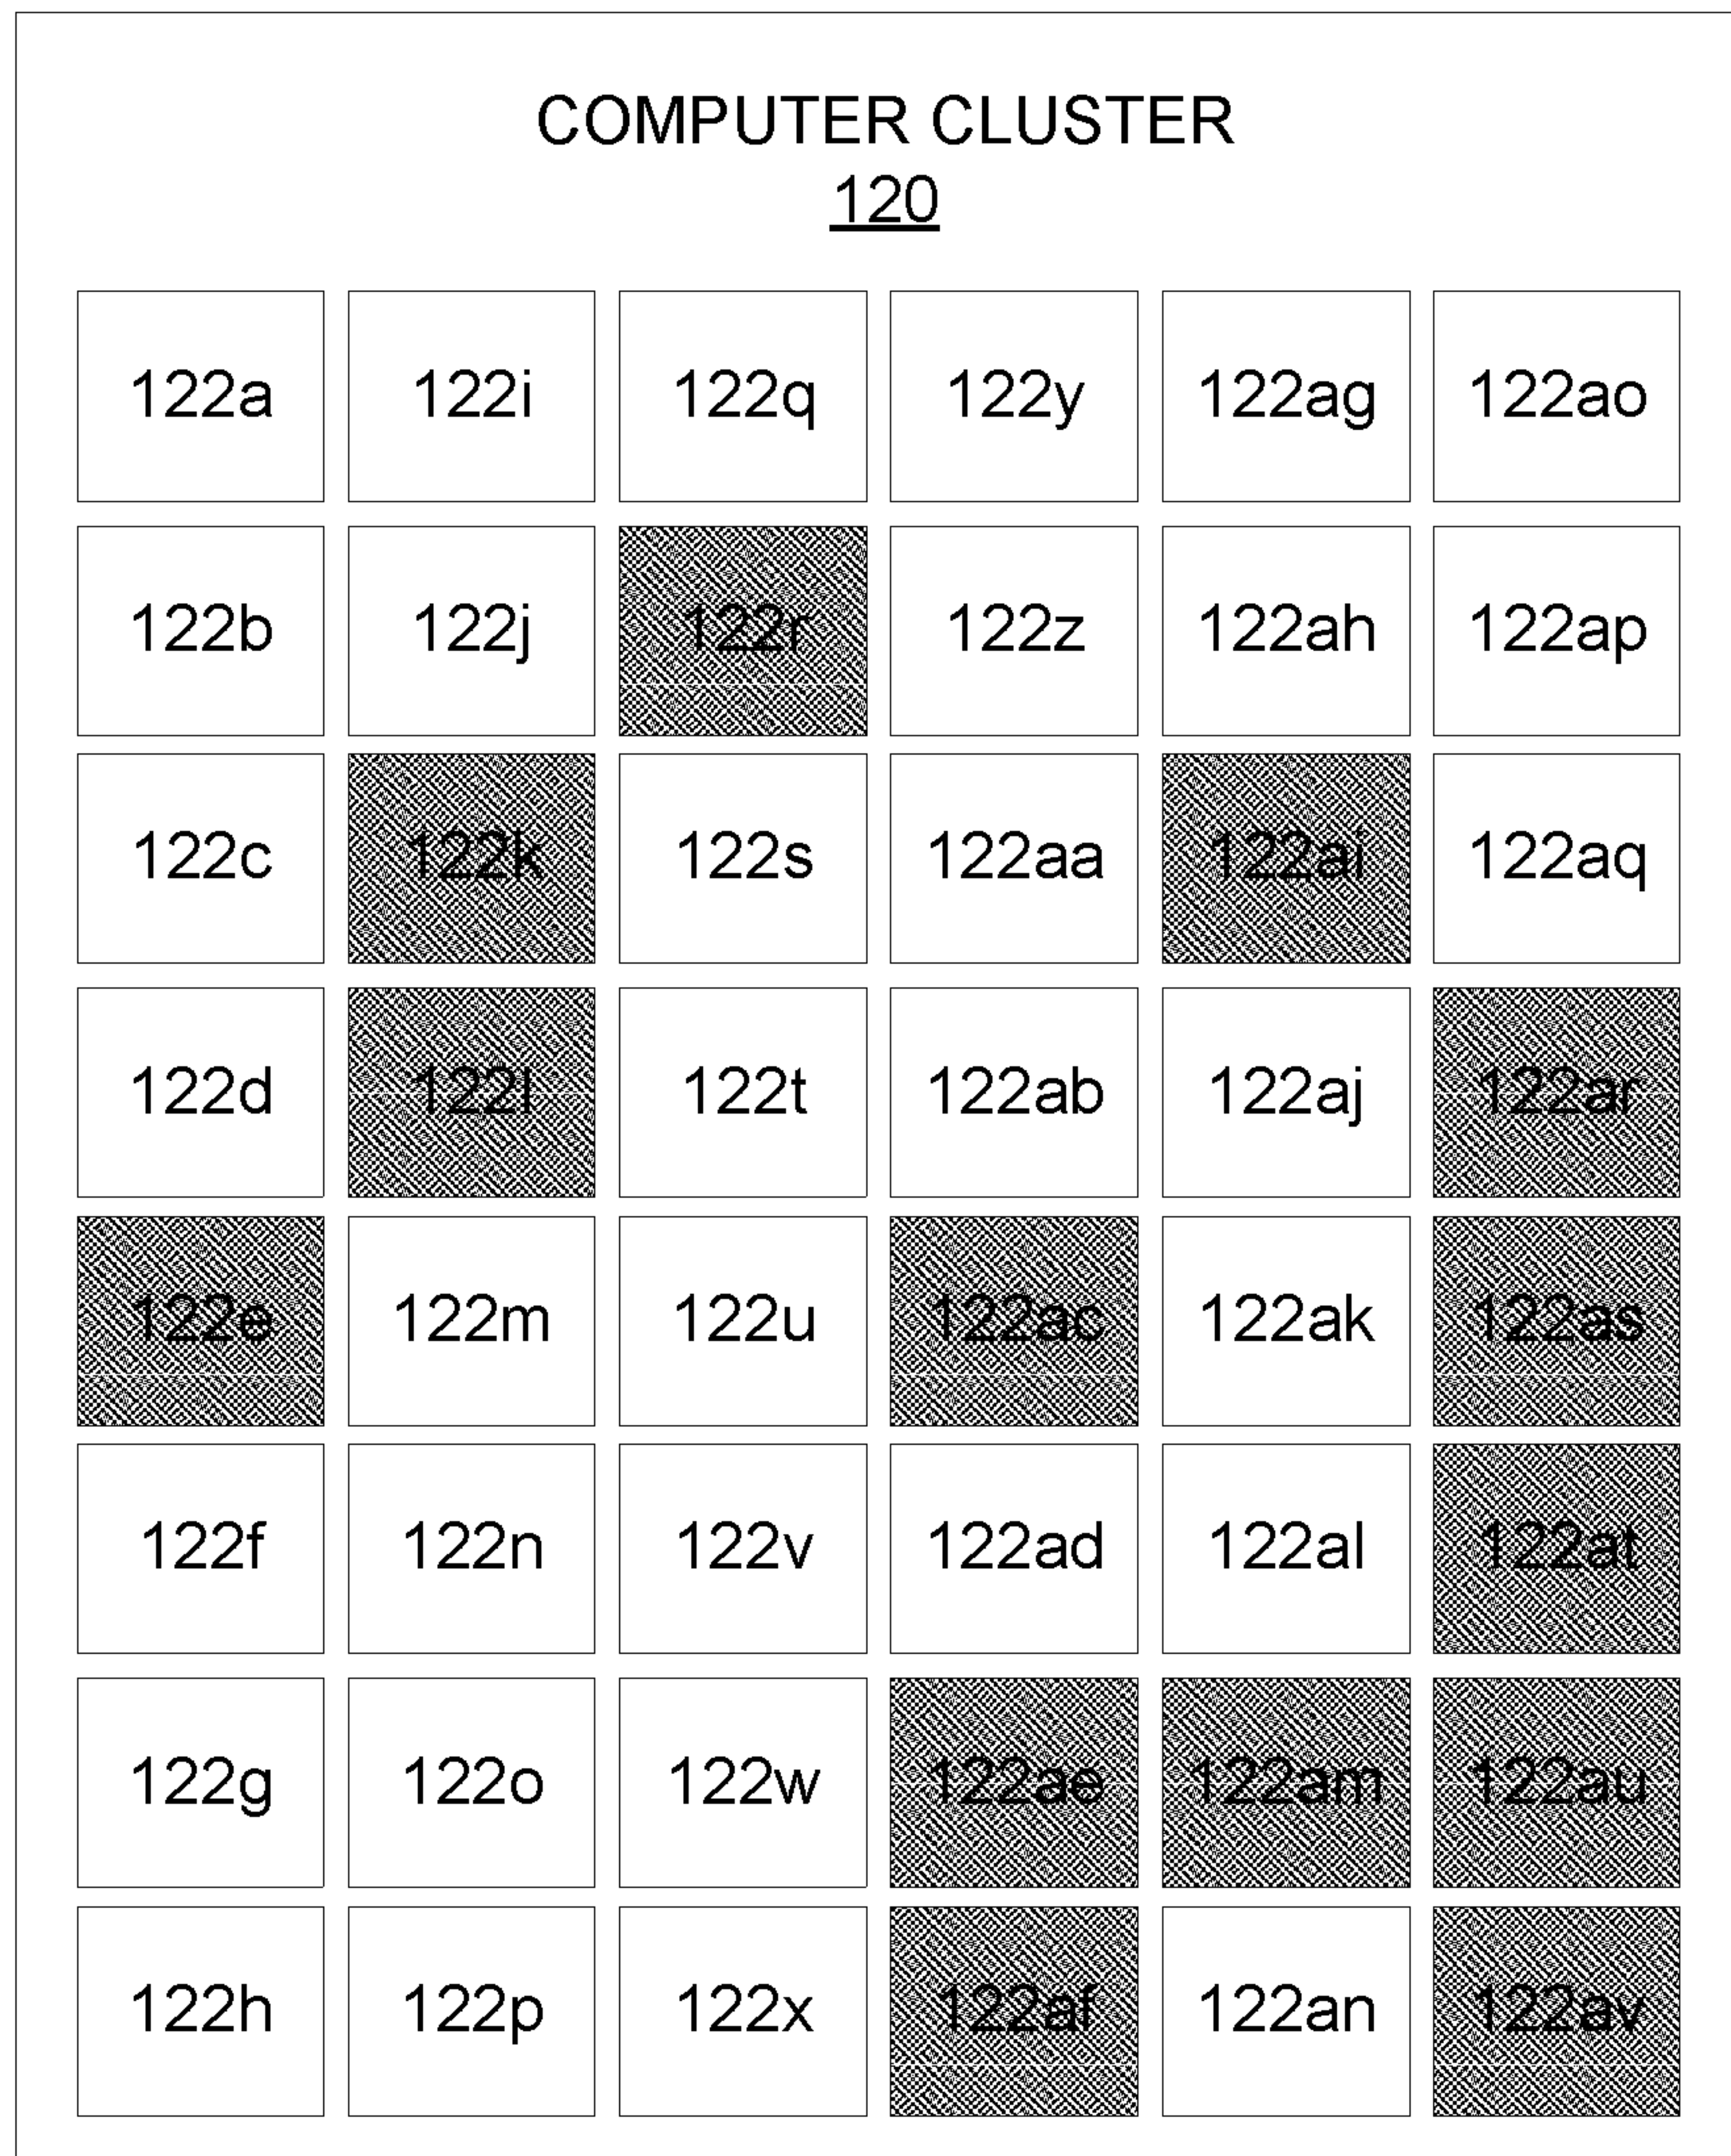 COMPUTER CLUSTER
120
122a 122i 122q 122y 122ag 122ao
122b 122j 122r 122z 122ah 122ap
122c 122k 122s 122aa 122ai 122aq
122d 122l 122t 122ab 122aj 122ar
122e 122m 122u 122ac 122ak 122as
122f 122n 122v 122ad 122al 122at
122g 122o 122w 122ae 122am 122au
122h 122p 122x 122af 122an 122av